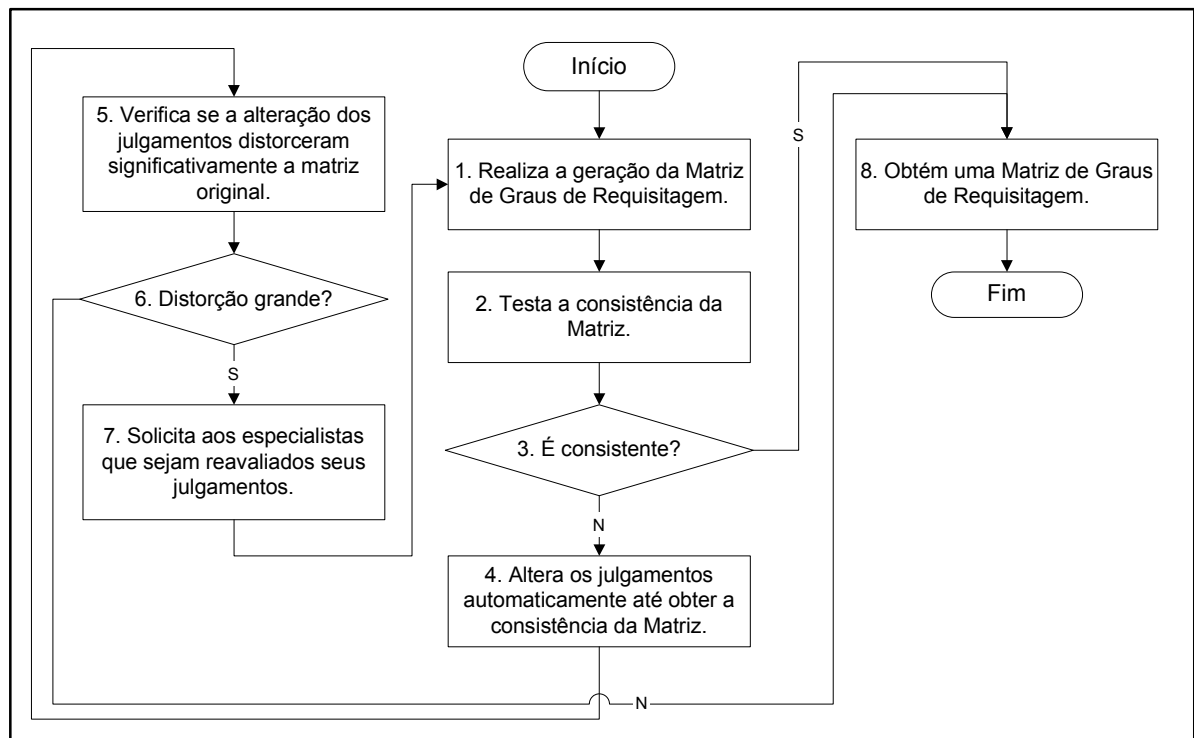 Início
5. Verifica se a alteração dos
julgamentos distorceram
significativamente a matriz
original.
S
1. Realiza a geração da Matriz
de Graus de Requisitagem.
8. Obtém uma Matriz de Graus
de Requisitagem.
6. Distorção grande?
2. Testa a consistência da
Matriz.
Fim
S
7. Solicita aos especialistas
que sejam reavaliados seus
julgamentos.
3. É consistente?
N
4. Altera os julgamentos
automaticamente até obter a
consistência da Matriz.
N